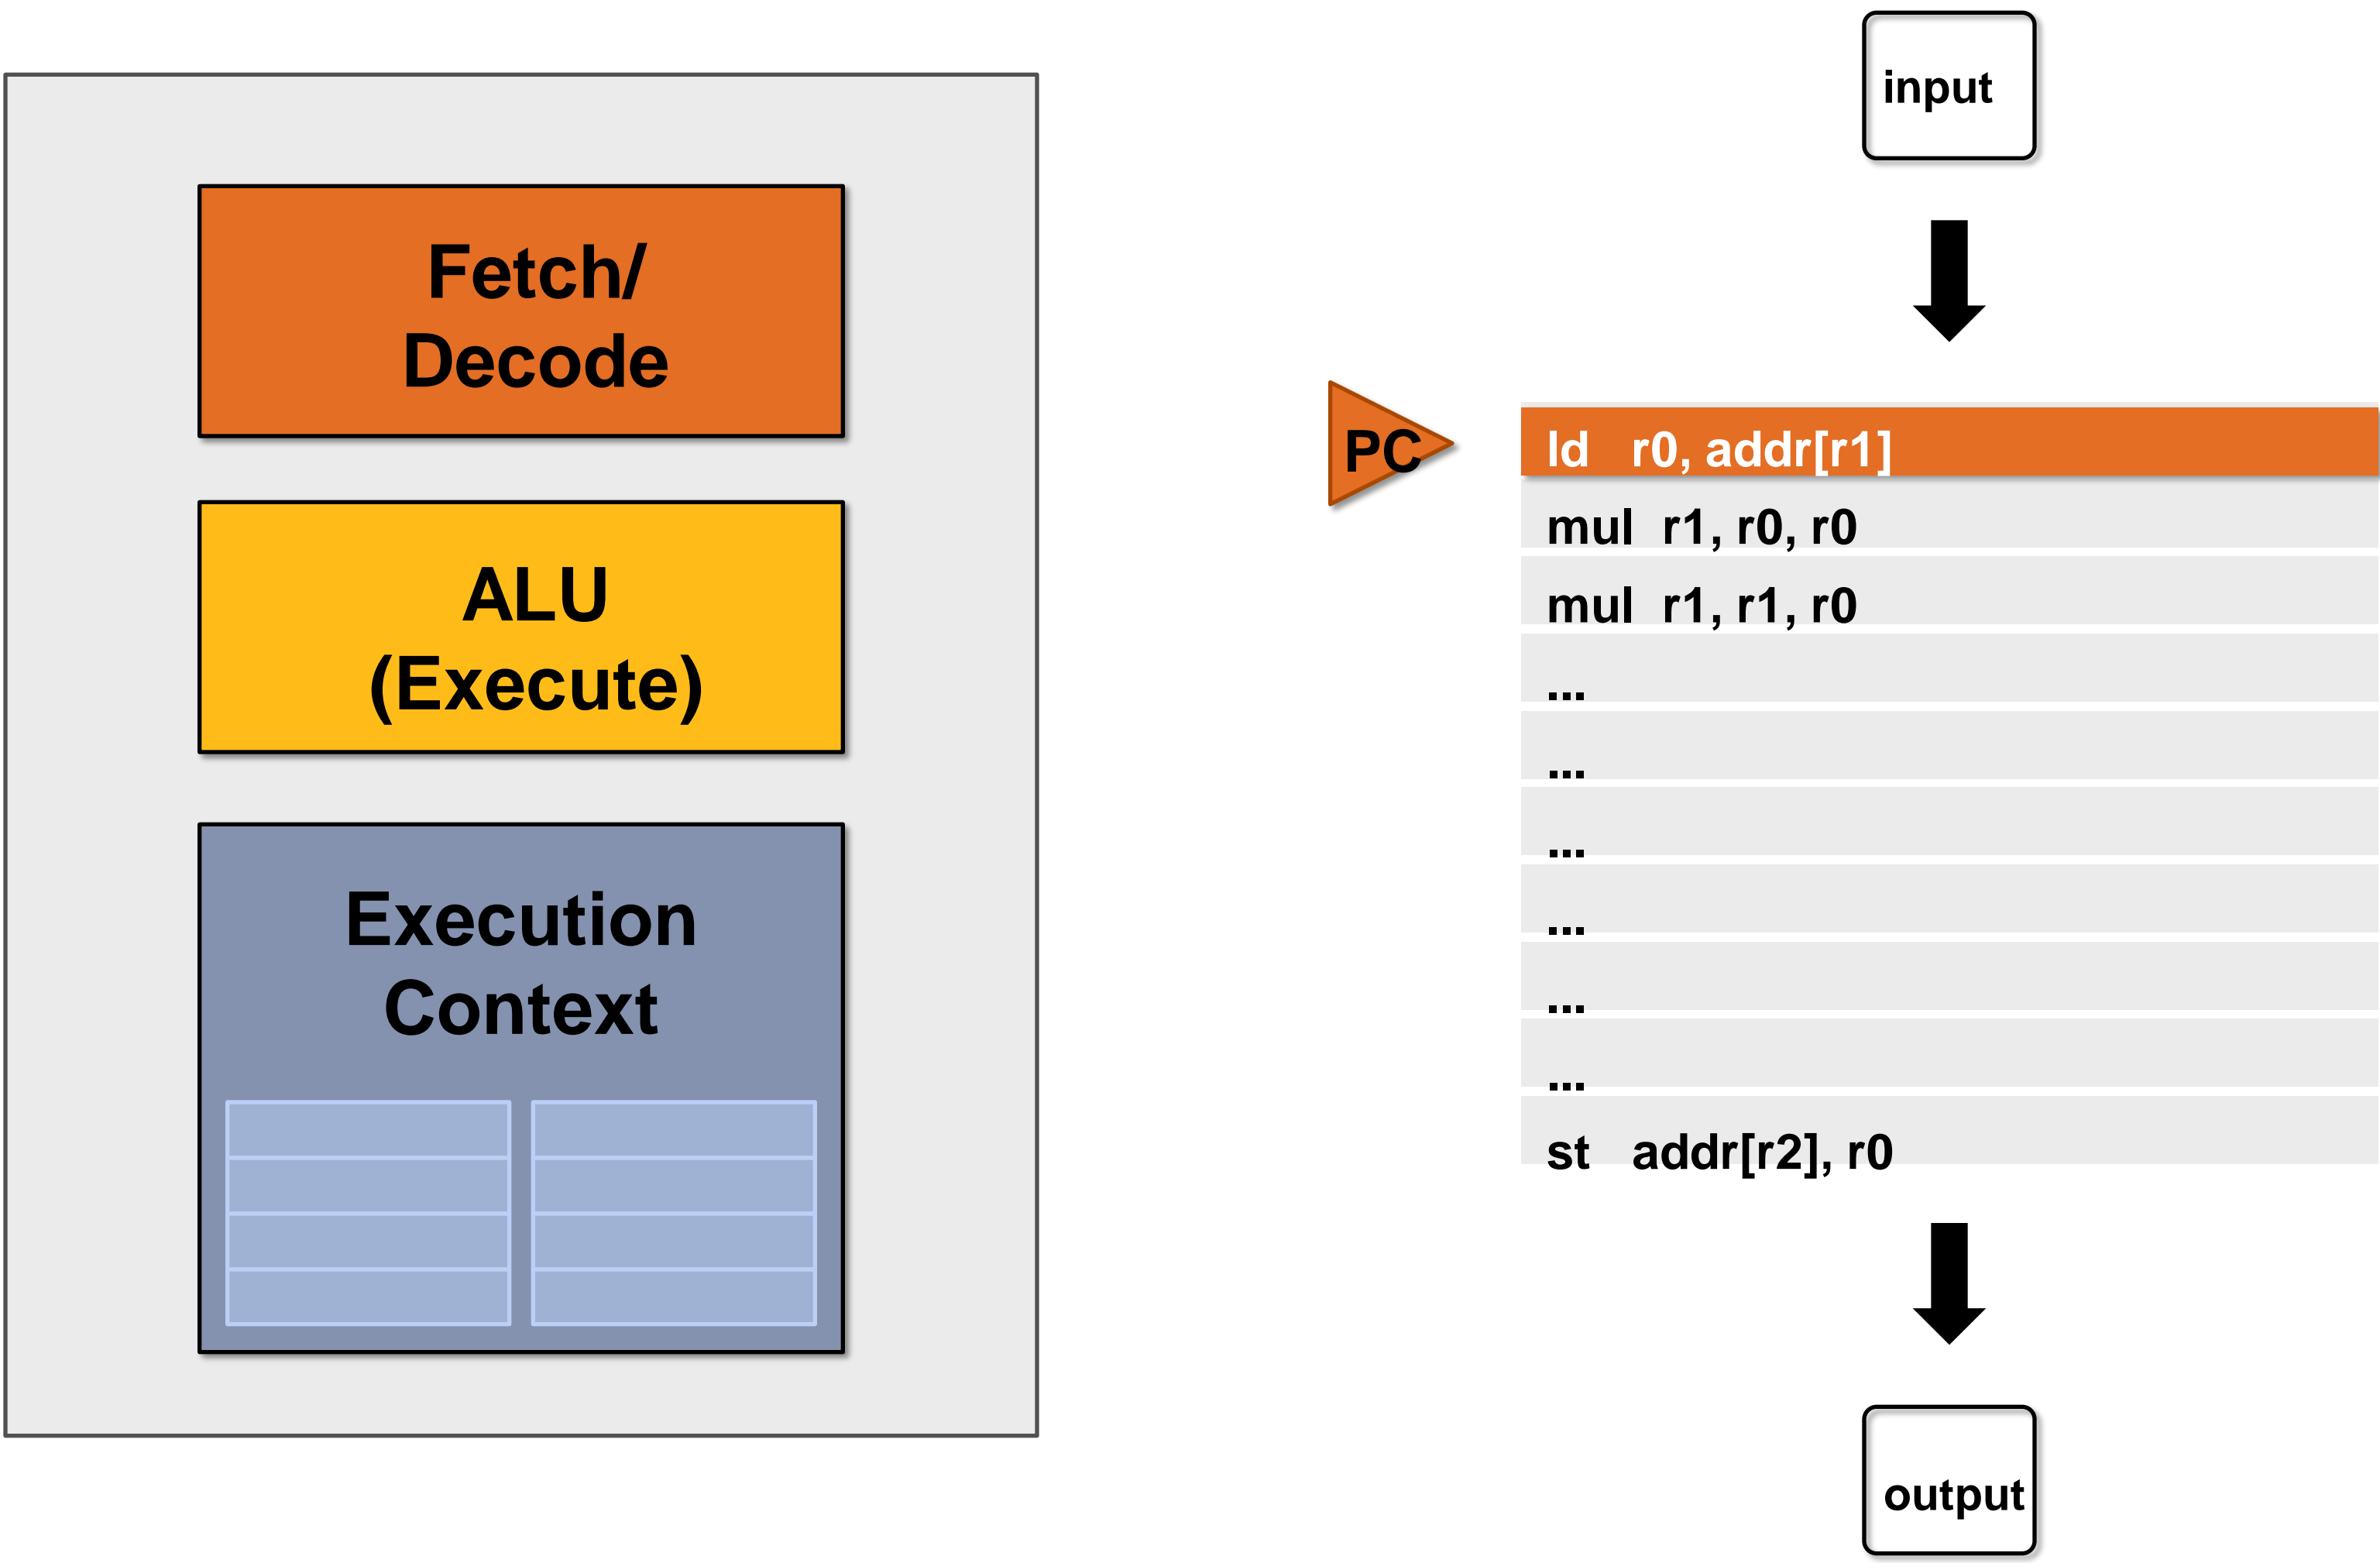 Fetch/
Decode
ALU
(Execute)
Execution
Context
input
PC
ld r0, addr[r1]
mul r1, r0, r0
mul r1, r1, r0
...
...
...
...
...
...
st addr[r2], r0
output